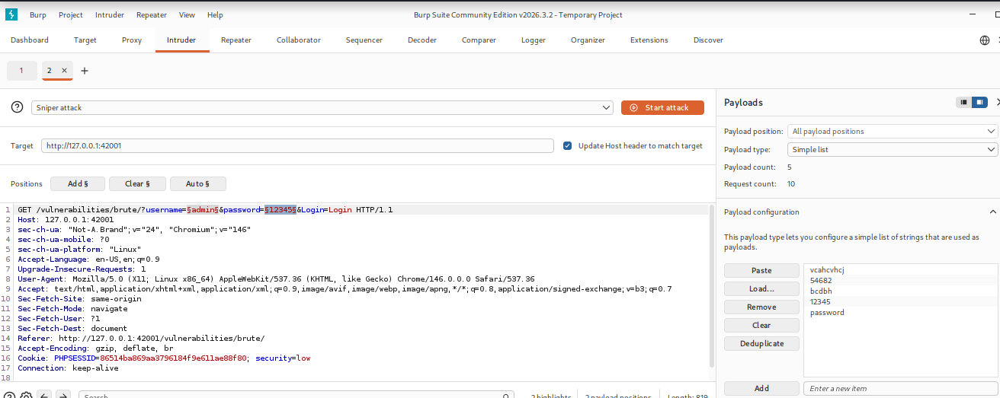 Burp Project Intruder Repeater View Help Burp Suite Community Edition v2026.3.2 - Temporary Project
Dashboard Target Proxy Intruder Repeater Collaborator Sequencer Decoder Comparer Logger Organizer Extensions Discover
1 2 × +
Sniper attack Start attack
Target http://127.0.0.1:42001 Update Host header to match target
Positions Add § Clear § Auto §
1 GET /vulnerabilities/brute/?username=§admin§&password=§12345§&Login=Login HTTP/1.1
2 Host: 127.0.0.1:42001
3 sec-ch-ua: "Not-A.Brand";v="24", "Chromium";v="146"
4 sec-ch-ua-mobile: ?0
5 sec-ch-ua-platform: "Linux"
6 Accept-Language: en-US,en;q=0.9
7 Upgrade-Insecure-Requests: 1
8 User-Agent: Mozilla/5.0 (X11; Linux x86_64) AppleWebKit/537.36 (KHTML, like Gecko) Chrome/146.0.0.0 Safari/537.36
9 Accept: text/html,application/xhtml+xml,application/xml;q=0.9,image/avif,image/webp,image/apng,*/*;q=0.8,application/signed-exchange;v=b3;q=0.7
10 Sec-Fetch-Site: same-origin
11 Sec-Fetch-Mode: navigate
12 Sec-Fetch-User: ?1
13 Sec-Fetch-Dest: document
14 Referer: http://127.0.0.1:42001/vulnerabilities/brute/
15 Accept-Encoding: gzip, deflate, br
16 Cookie: PHPSESSID=86514ba869aa3796184f9e611ae88f80; security=low
17 Connection: keep-alive
18
Search 2 highlights 2 payload positions Length: 819
Payloads
Payload position: All payload positions
Payload type: Simple list
Payload count: 5
Request count: 10
Payload configuration
This payload type lets you configure a simple list of strings that are used as
payloads.
Paste
Load...
Remove
Clear
Deduplicate
vcahcvhcj
54682
bcdbh
12345
password
Add Enter a new item